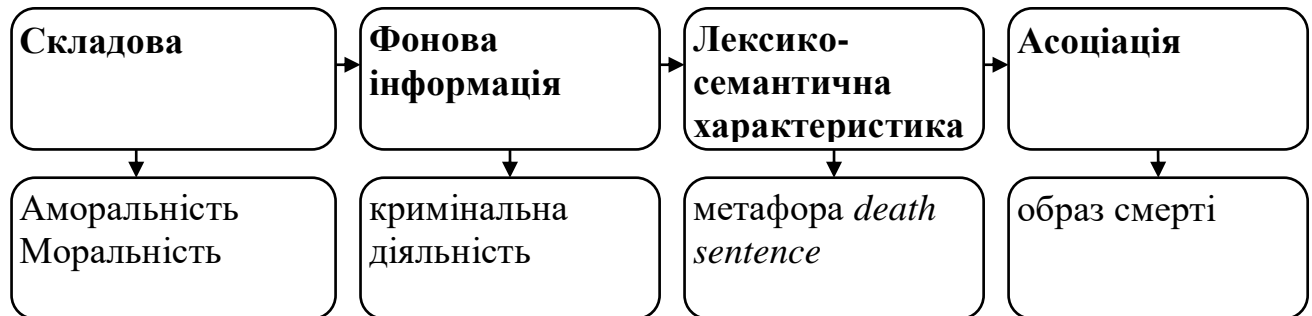 Складова
Фонова
інформація
Лексико-
семантична
характеристика
Асоціація
Аморальність
Моральність
кримінальна
діяльність
метафора death
sentence
образ смерті